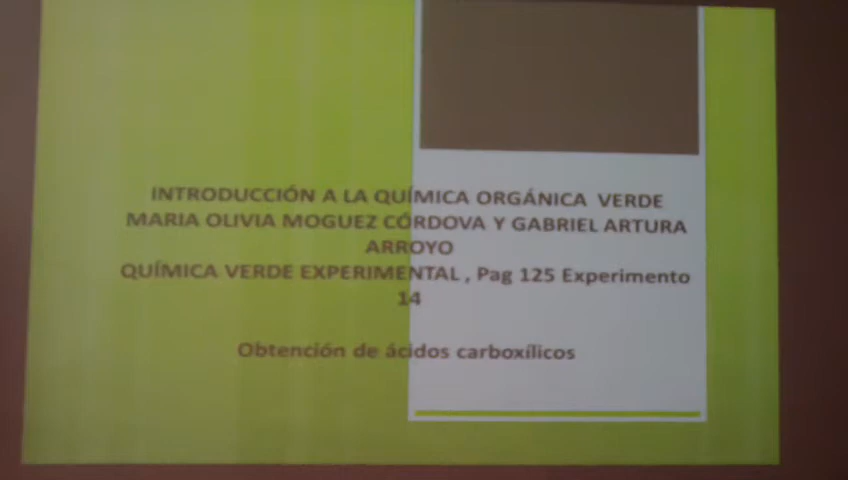 INTRODUCCIÓN A LA QUÍMICA ORGÁNICA VERDE
MARIA OLIVIA MOGUEZ CÓRDOVA Y GABRIEL ARTURA
ARROYO
QUÍMICA VERDE EXPERIMENTAL , Pag 125 Experimento
14
Obtención de ácidos carboxílicos